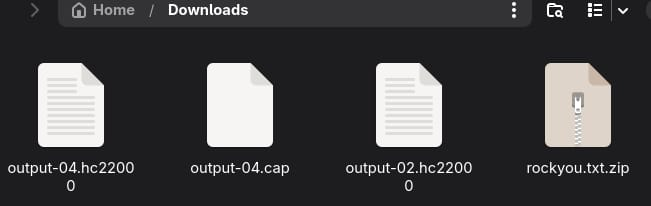 Home / Downloads
output-04.hc2200
0
output-04.cap
output-02.hc2200
0
rockyou.txt.zip